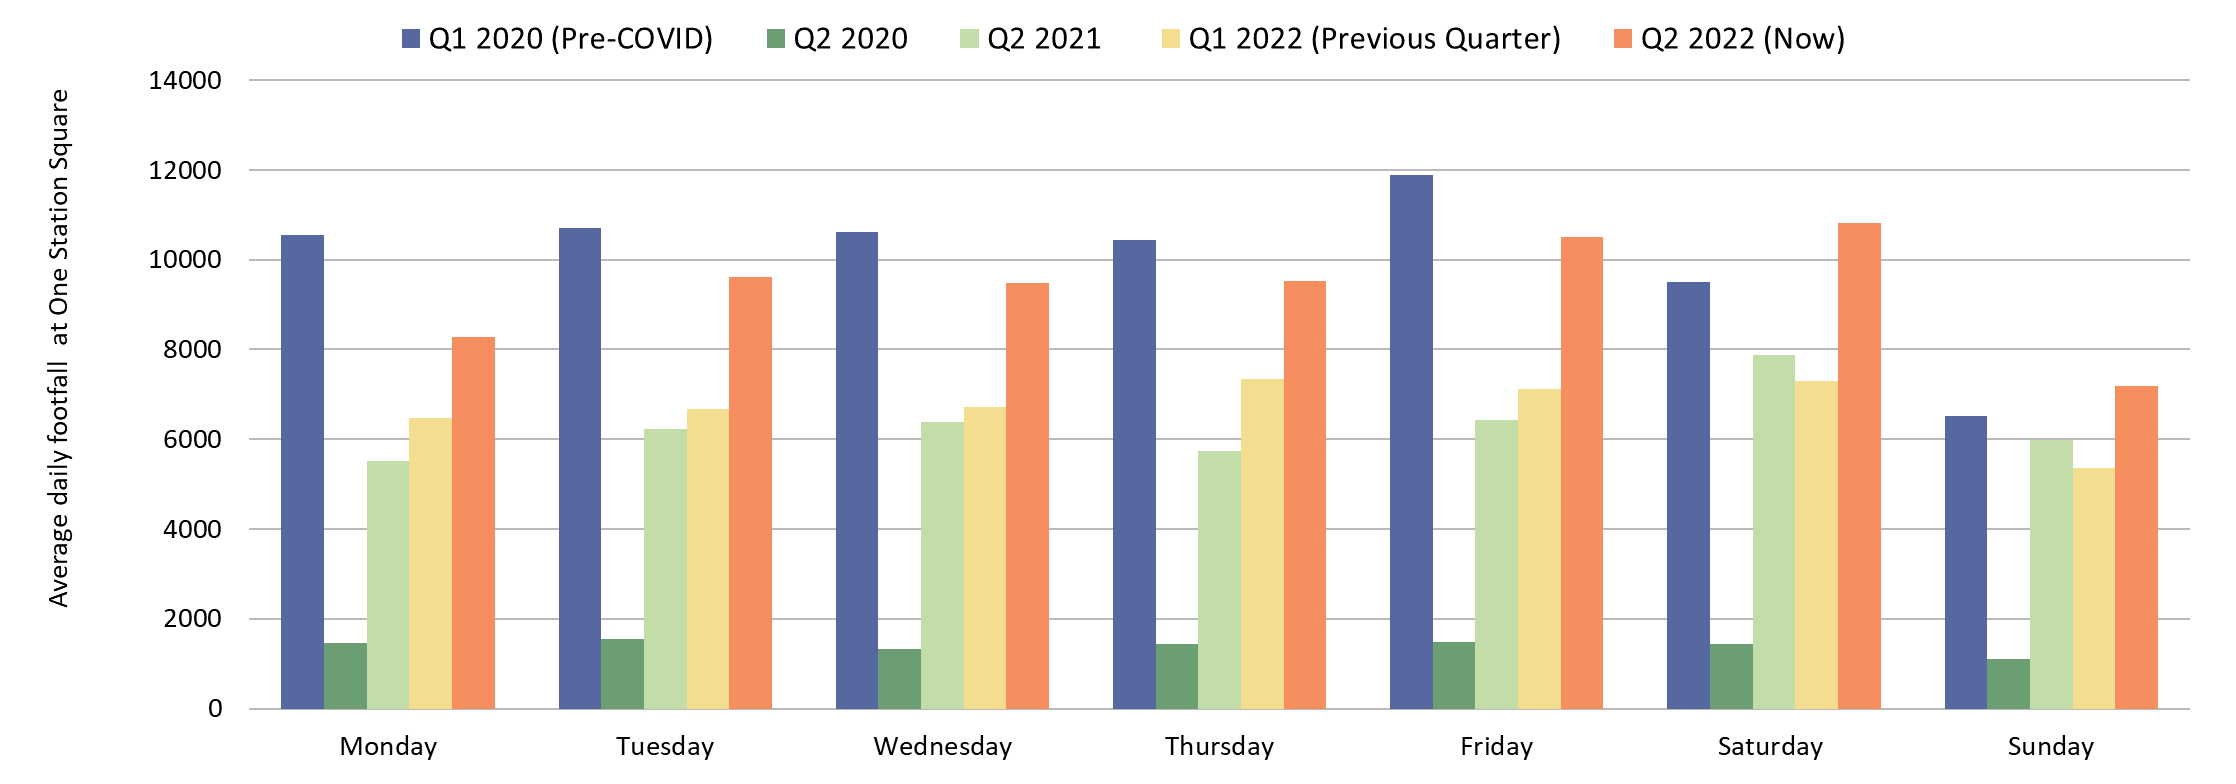 Q1 2020 (Pre-COVID) Q2 2020 Q2 2021 Q1 2022 (Previous Quarter) Q2 2022 (Now)
Average daily footfall at One Station Square
14000
12000
10000
8000
6000
4000
2000
0
Monday Tuesday Wednesday Thursday Friday Saturday Sunday